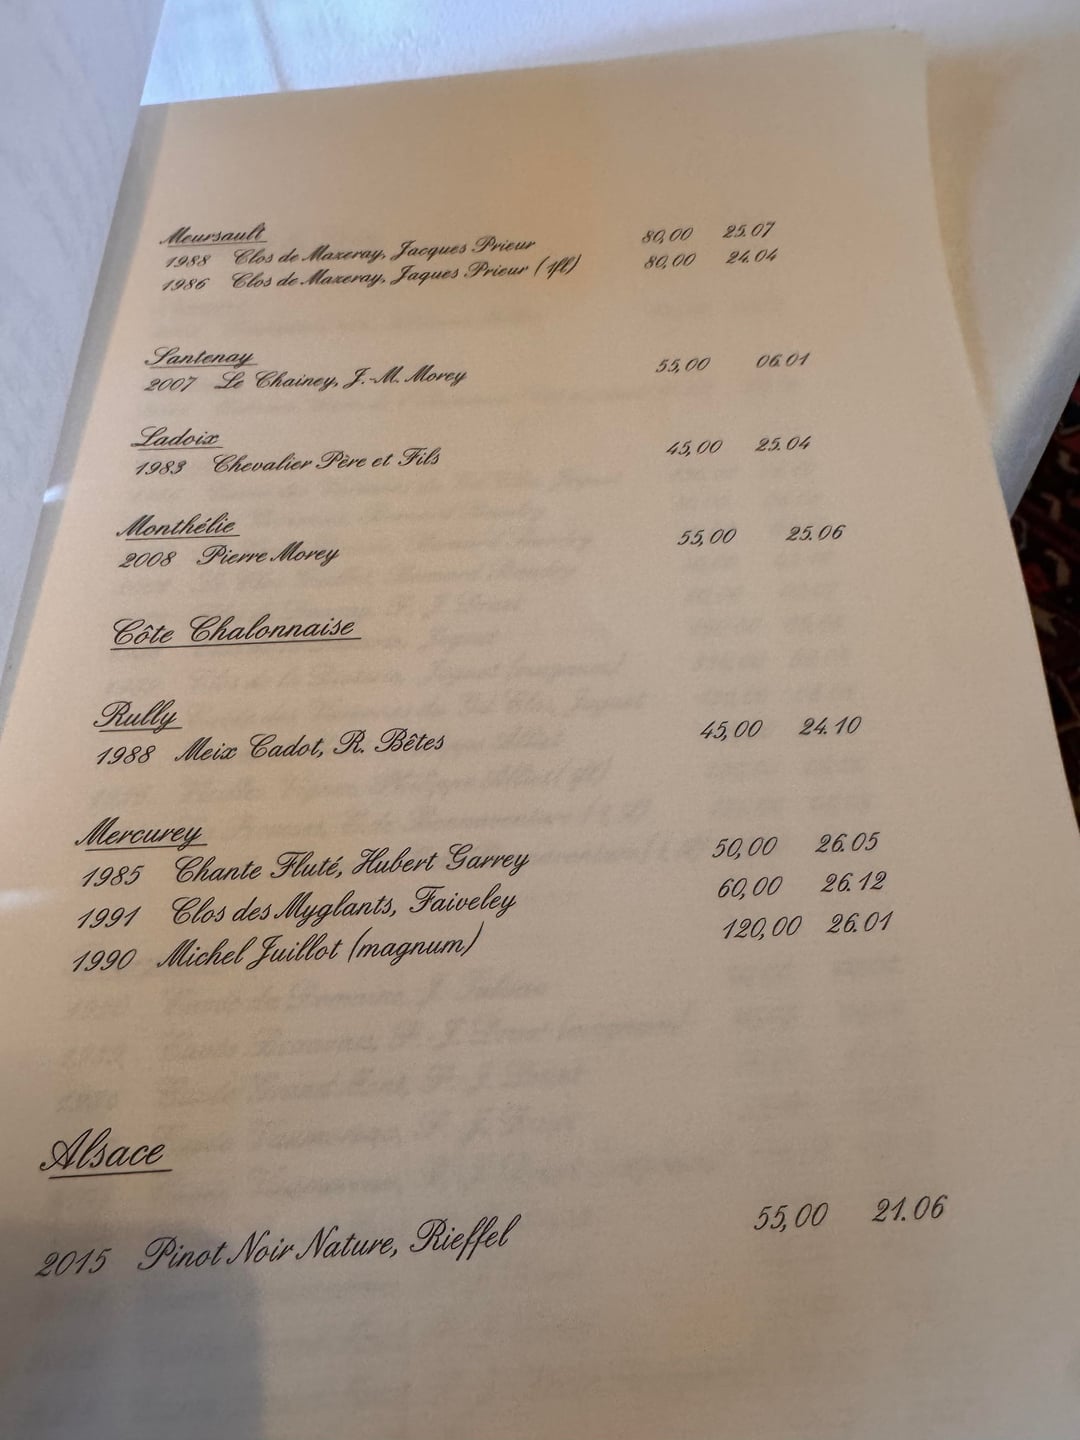 Meursault
1988 Clos de Mazeray, Jacques Prieur 80,00 25.07
1986 Clos de Mazeray, Jaques Prieur (1fl) 80,00 24.04
Santenay
2007 Le Chainey, J.-M. Morey 55,00 06.01
Ladoix
1983 Chevalier Père et Fils 45,00 25.04
Monthélie
2008 Pierre Morey 55,00 25.06
Côte Chalonnaise
Rully
1988 Meix Cadot, R. Bêtes 45,00 24.10
Mercurey
1985 Chante Fluté, Hubert Garrey 50,00 26.05
1991 Clos des Myglants, Faiveley 60,00 26.12
1990 Michel Juillot (magnum) 120,00 26.01
Alsace
2015 Pinot Noir Nature, Rieffel 55,00 21.06